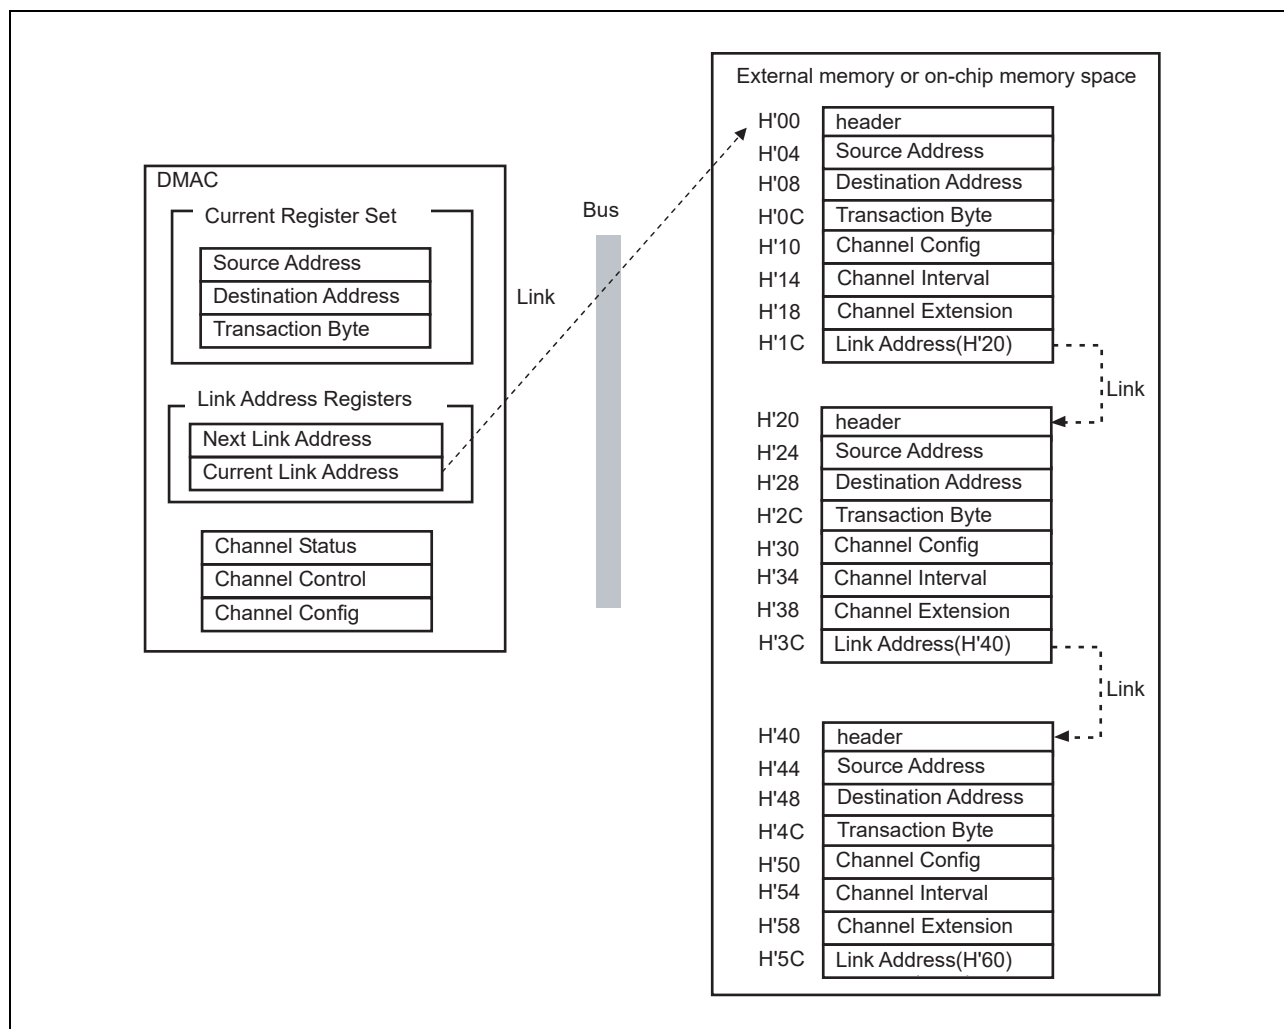 External memory or on-chip memory space
H'00 header
H'04 Source Address
H'08 Destination Address
H'0C Transaction Byte
H'10 Channel Config
H'14 Channel Interval
H'18 Channel Extension
H'1C Link Address(H'20)
Link
H'20 header
H'24 Source Address
H'28 Destination Address
H'2C Transaction Byte
H'30 Channel Config
H'34 Channel Interval
H'38 Channel Extension
H'3C Link Address(H'40)
Link
H'40 header
H'44 Source Address
H'48 Destination Address
H'4C Transaction Byte
H'50 Channel Config
H'54 Channel Interval
H'58 Channel Extension
H'5C Link Address(H'60)
DMAC
Current Register Set
Source Address
Destination Address
Transaction Byte
Link Address Registers
Next Link Address
Current Link Address
Channel Status
Channel Control
Channel Config
Link
Bus